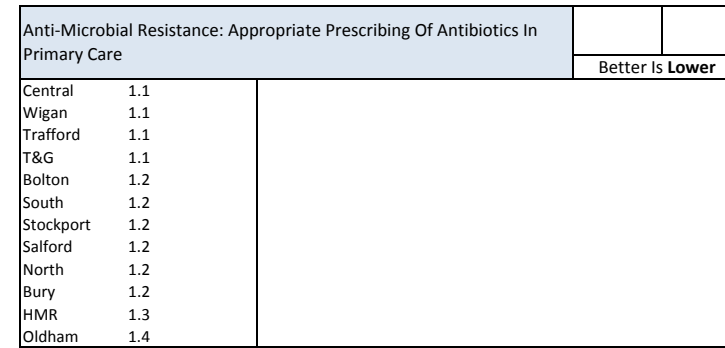 Anti-Microbial Resistance: Appropriate Prescribing Of Antibiotics In
Primary Care
Better Is Lower
Central 1.1
Wigan 1.1
Trafford 1.1
T&G 1.1
Bolton 1.2
South 1.2
Stockport 1.2
Salford 1.2
North 1.2
Bury 1.2
HMR 1.3
Oldham 1.4